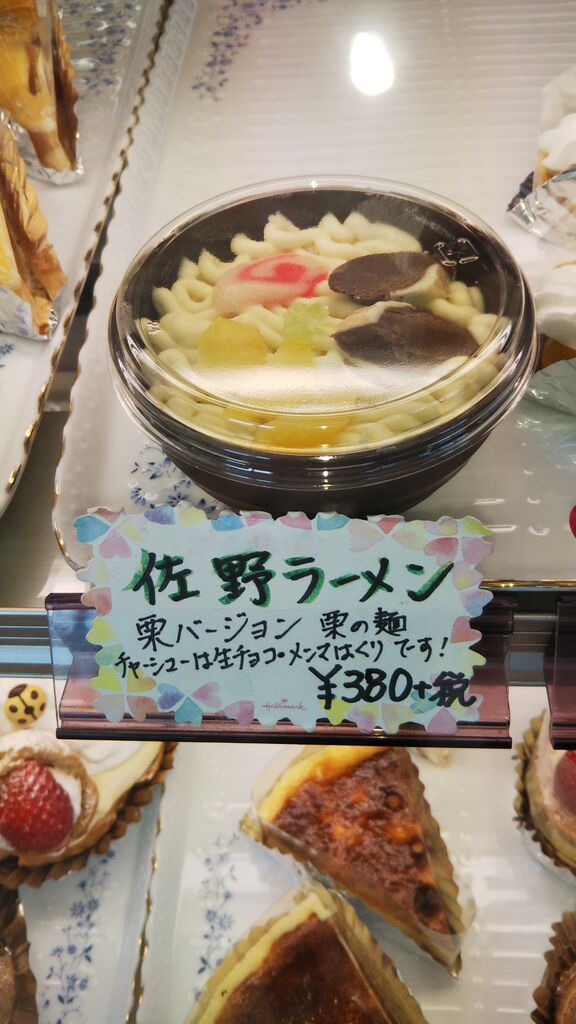 佐野ラーメン
栗バージョン 栗の麺
チャーシューは生チョコ・メンマはくりです!
¥380+税
Hallmark